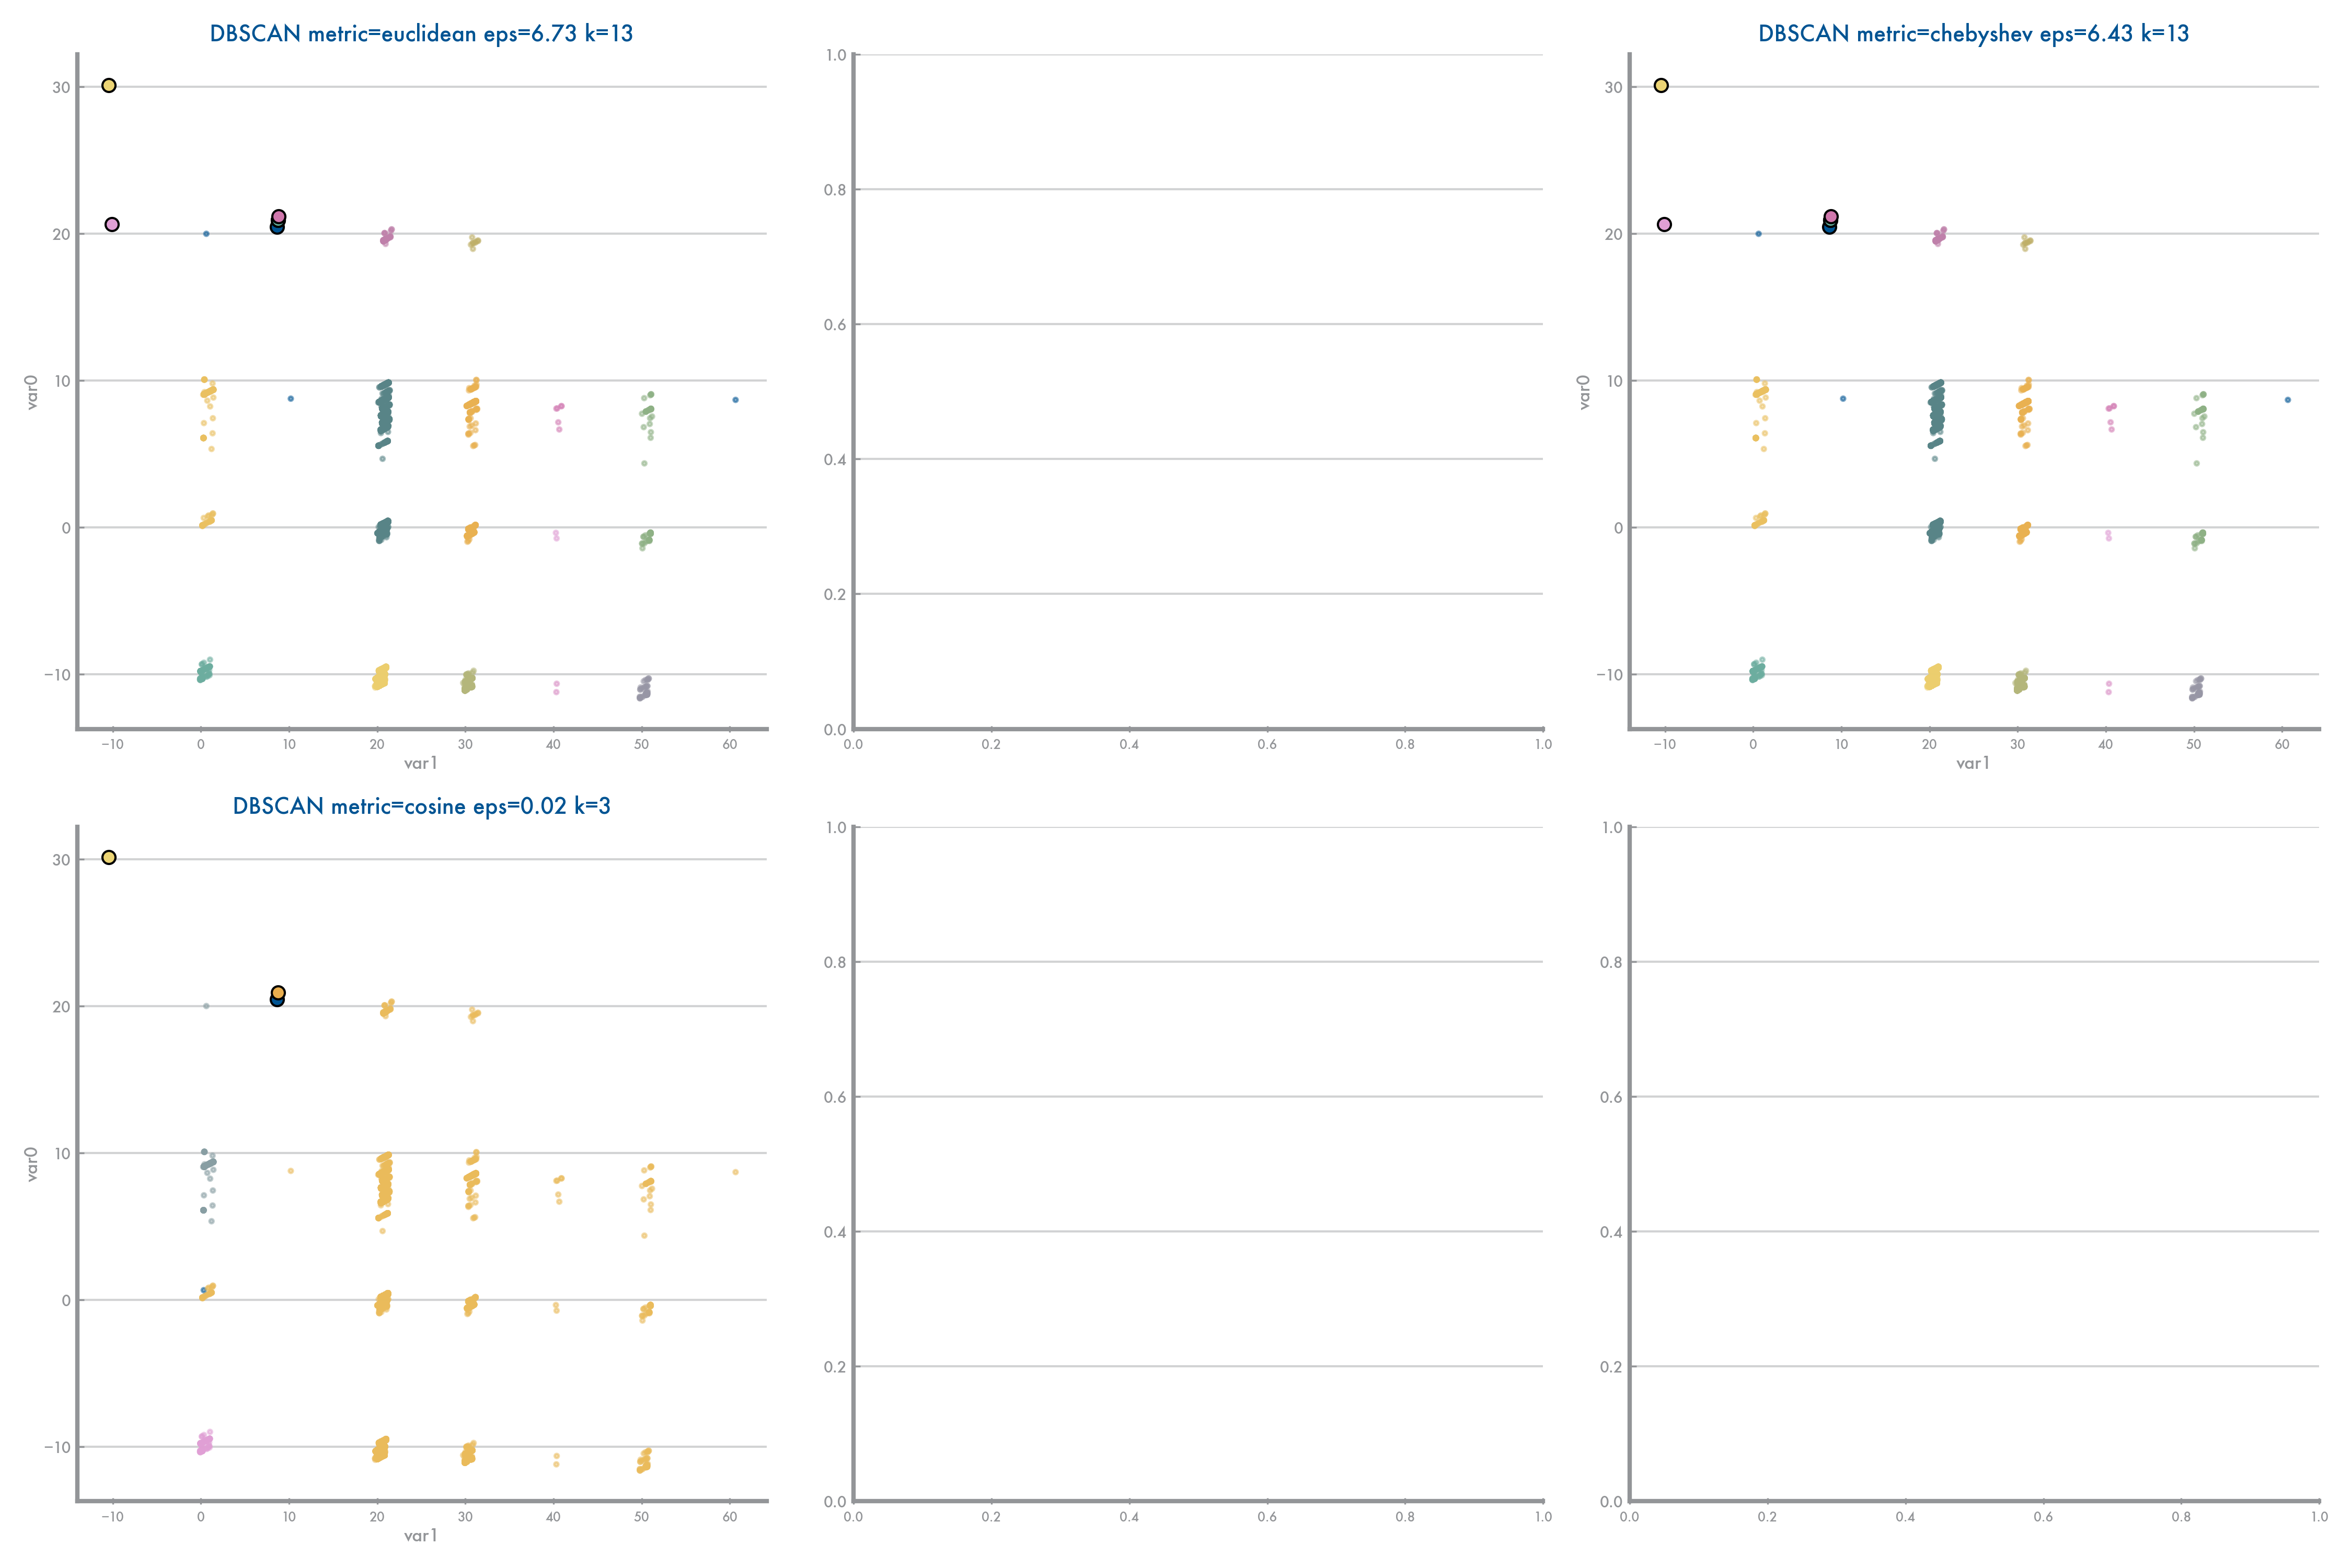 DBSCAN metric=euclidean eps=6.73 k=13
30
20
10
0
−10
var0
−10 0 10 20 30 40 50 60
var1
1.0
0.8
0.6
0.4
0.2
0.0
0.0 0.2 0.4 0.6 0.8 1.0
DBSCAN metric=chebyshev eps=6.43 k=13
30
20
10
0
−10
var0
−10 0 10 20 30 40 50 60
var1
DBSCAN metric=cosine eps=0.02 k=3
30
20
10
0
−10
var0
−10 0 10 20 30 40 50 60
var1
1.0
0.8
0.6
0.4
0.2
0.0
0.0 0.2 0.4 0.6 0.8 1.0
1.0
0.8
0.6
0.4
0.2
0.0
0.0 0.2 0.4 0.6 0.8 1.0